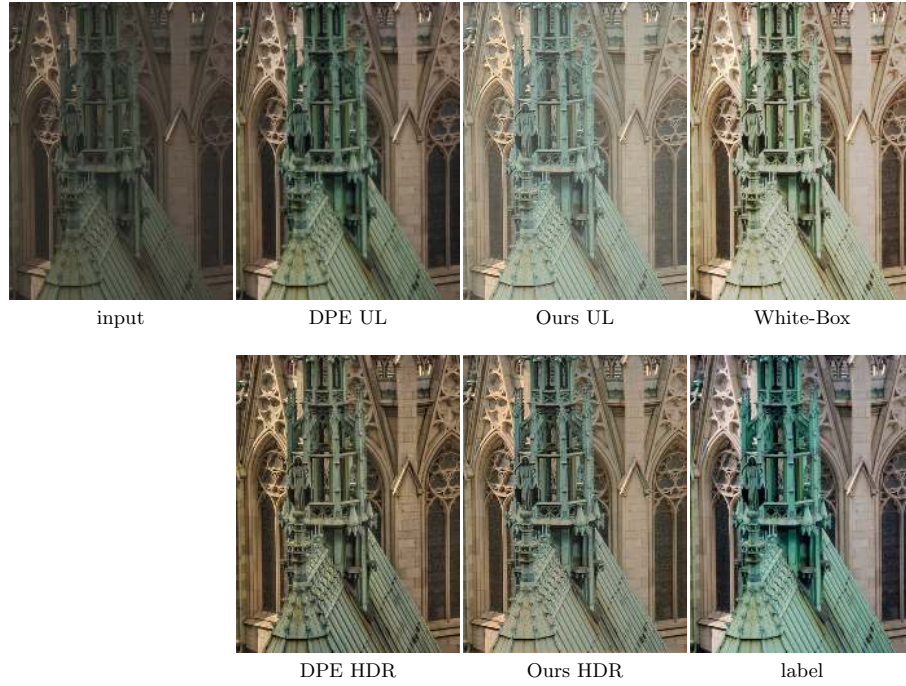 input
DPE UL
Ours UL
White-Box
DPE HDR
Ours HDR
label